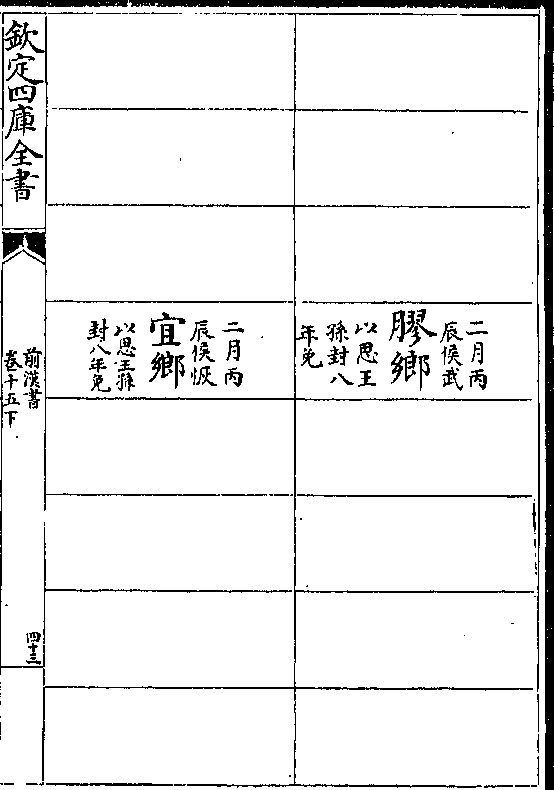 二月丙
辰侯武
膠鄉
以思王
孫封八
年免
二月丙
辰侯恢
宜鄉
以思王孫
封八年免
欽定四庫全書
前漢書
卷十五下
四十三